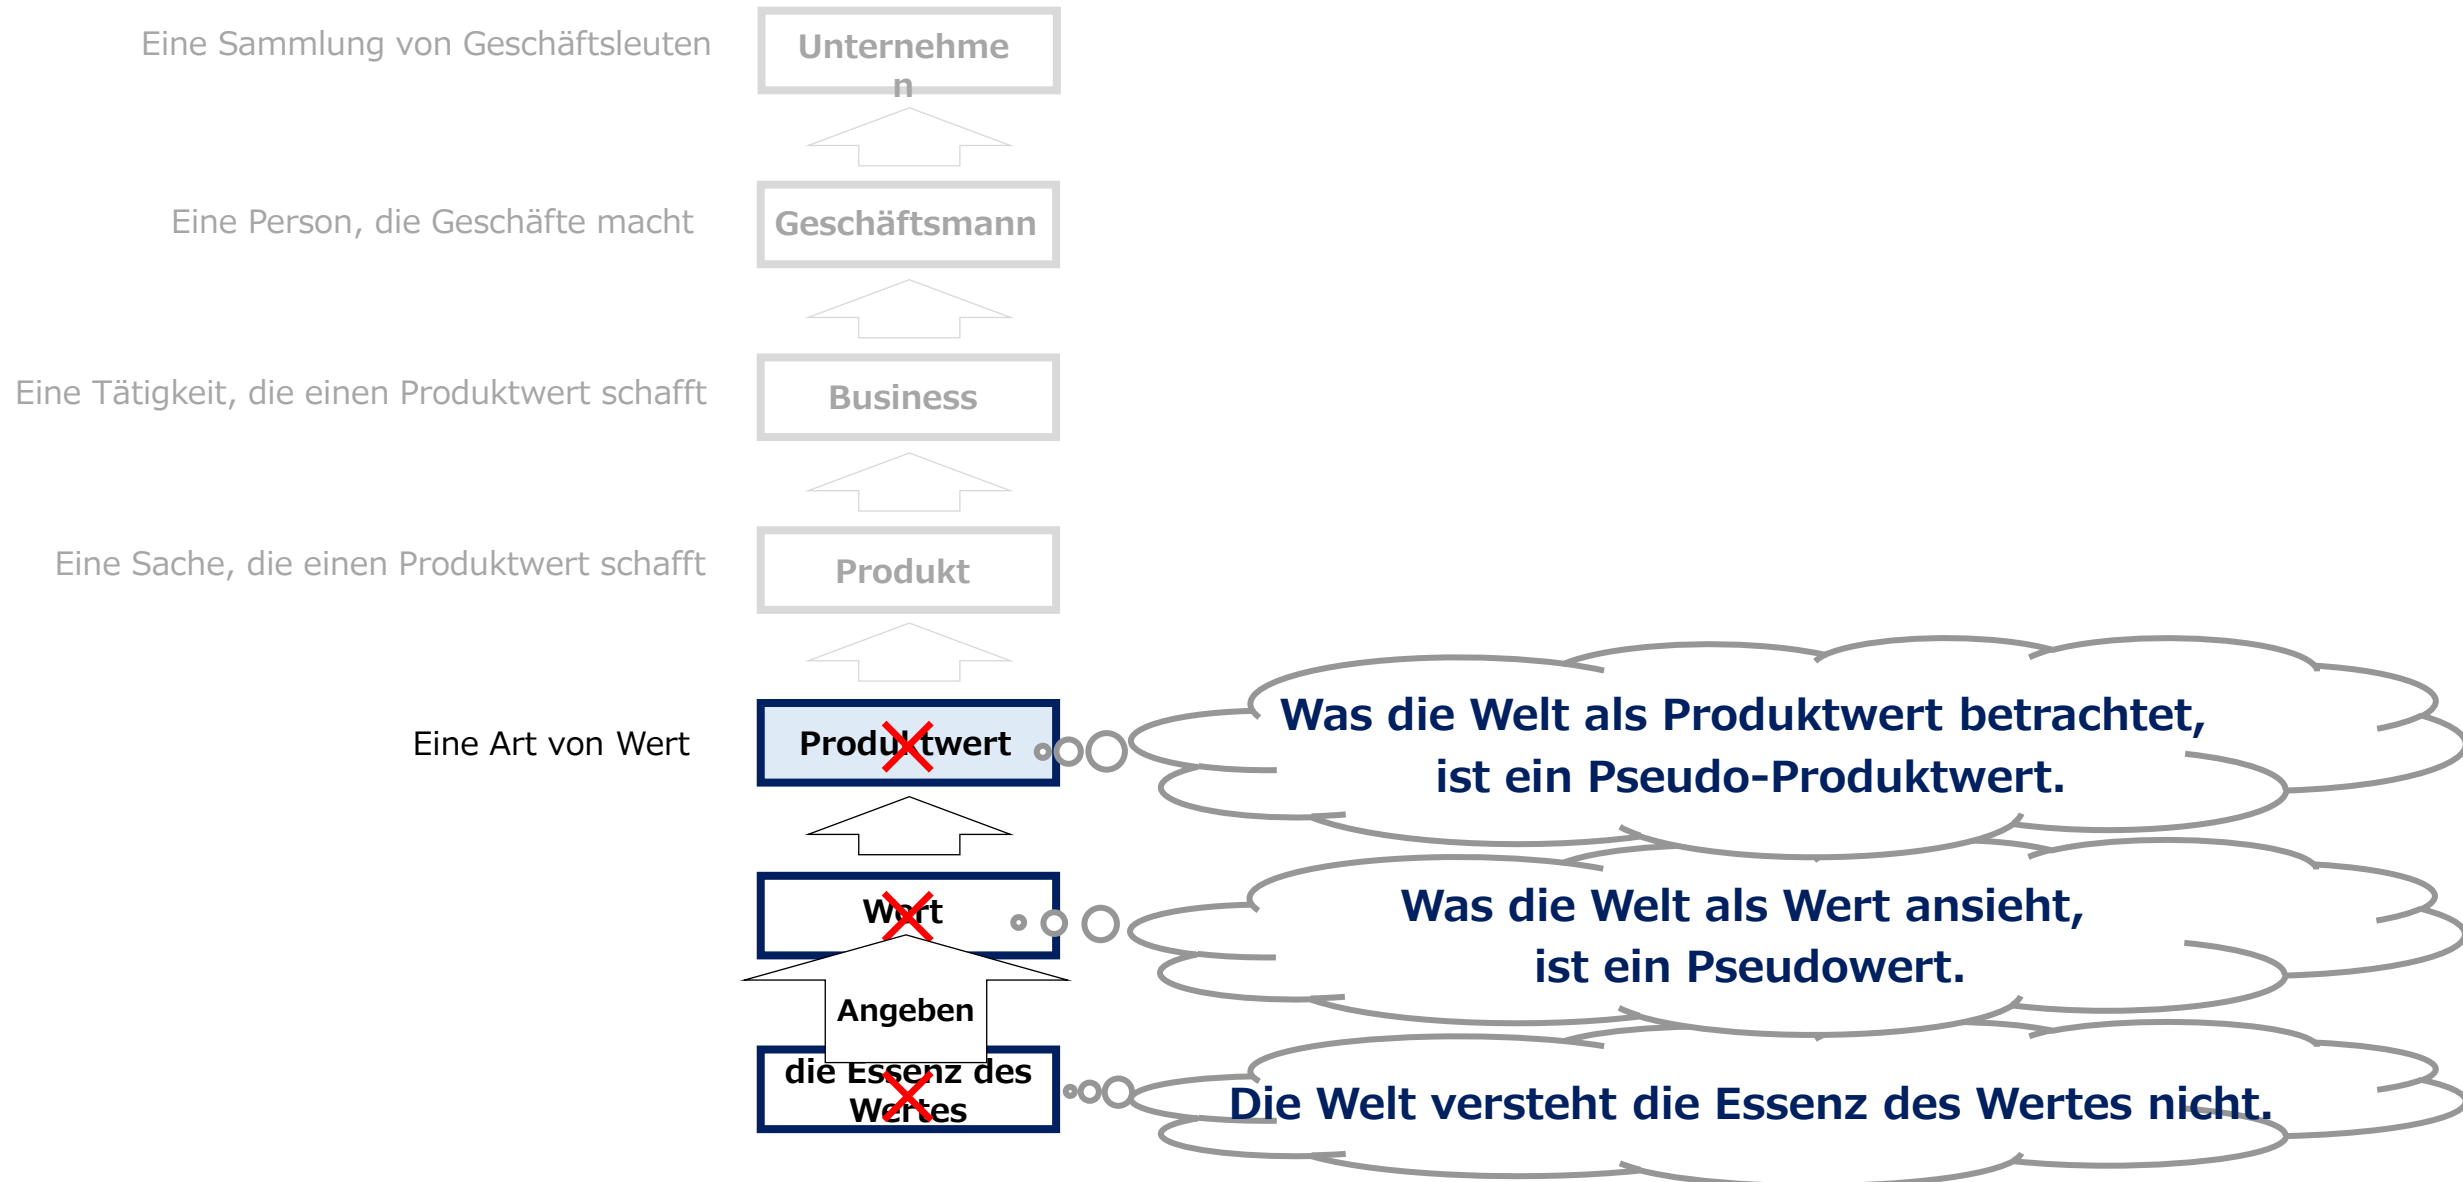 Eine Sammlung von Geschäftsleuten
Unternehme
n
Eine Person, die Geschäfte macht
Geschäftsmann
Eine Tätigkeit, die einen Produktwert schafft
Business
Eine Sache, die einen Produktwert schafft
Produkt
Eine Art von Wert
Produktwert
Was die Welt als Produktwert betrachtet,
ist ein Pseudo-Produktwert.
Wert
Was die Welt als Wert ansieht,
ist ein Pseudowert.
Angeben
die Essenz des
Wertes
Die Welt versteht die Essenz des Wertes nicht.